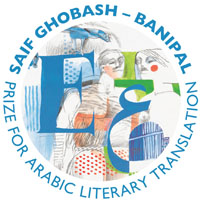 SAIF GHOBASH – BANIPAL
PRIZE FOR ARABIC LITERARY TRANSLATION
E ع